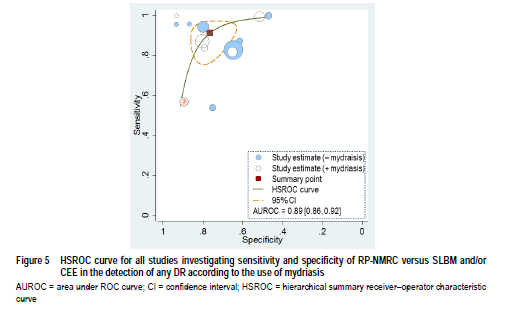 1
.8
.6
.4
.2
0
Sensitivity
1
.8
.6
.4
.2
0
Specificity
Study estimate (– mydraisis)
Study estimate (+ mydriasis)
Summary point
HSROC curve
95%CI
AUROC = 0.89 [0.86, 0.92]
Figure 5 HSROC curve for all studies investigating sensitivity and specificity of RP-NMRC versus SLBM and/or
CEE in the detection of any DR according to the use of mydriasis
AUROC = area under ROC curve; CI = confidence interval; HSROC = hierarchical summary receiver–operator characteristic
curve